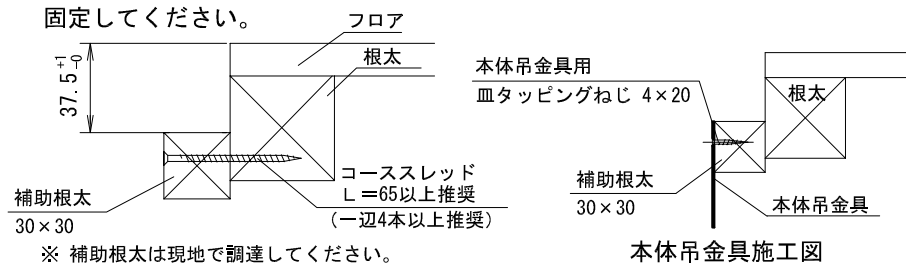 固定してください。
フロア
根太
37.5 +1 -0
コーススレッド
L=65以上推奨
(一辺4本以上推奨)
補助根太
30×30
※ 補助根太は現地で調達してください。
本体吊金具用
皿タッピングねじ 4×20
根太
補助根太
30×30
本体吊金具
本体吊金具施工図